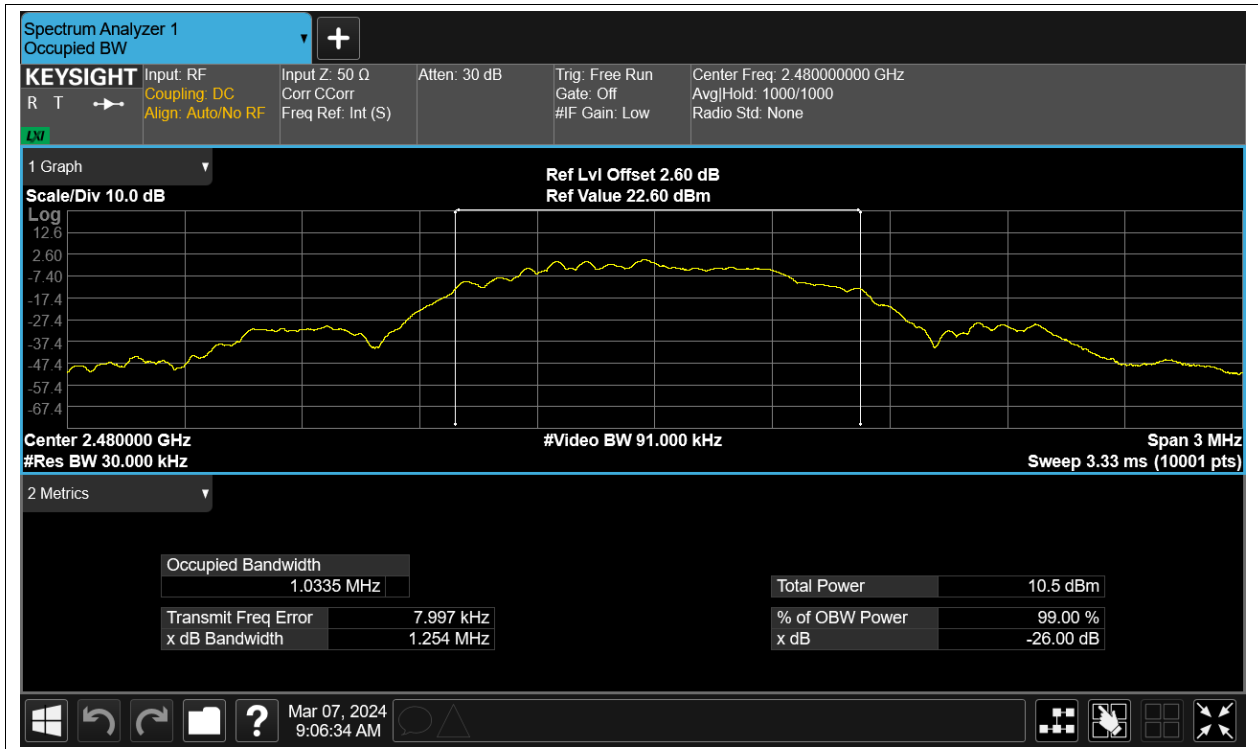 Spectrum Analyzer 1
Occupied BW
+
KEYSIGHT
R T
LXI
Input: RF
Coupling: DC
Align: Auto/No RF
Input Z: 50 Ω
Corr CCorr
Freq Ref: Int (S)
Atten: 30 dB
Trig: Free Run
Gate: Off
#IF Gain: Low
Center Freq: 2.480000000 GHz
Avg|Hold: 1000/1000
Radio Std: None
1 Graph
Scale/Div 10.0 dB
Ref Lvl Offset 2.60 dB
Ref Value 22.60 dBm
Log
12.6
2.60
-7.40
-17.4
-27.4
-37.4
-47.4
-57.4
-67.4
Center 2.480000 GHz
#Res BW 30.000 kHz
#Video BW 91.000 kHz
Span 3 MHz
Sweep 3.33 ms (10001 pts)
2 Metrics
Occupied Bandwidth
1.0335 MHz
Transmit Freq Error 7.997 kHz
x dB Bandwidth 1.254 MHz
Total Power 10.5 dBm
% of OBW Power 99.00 %
x dB -26.00 dB
?
Mar 07, 2024
9:06:34 AM